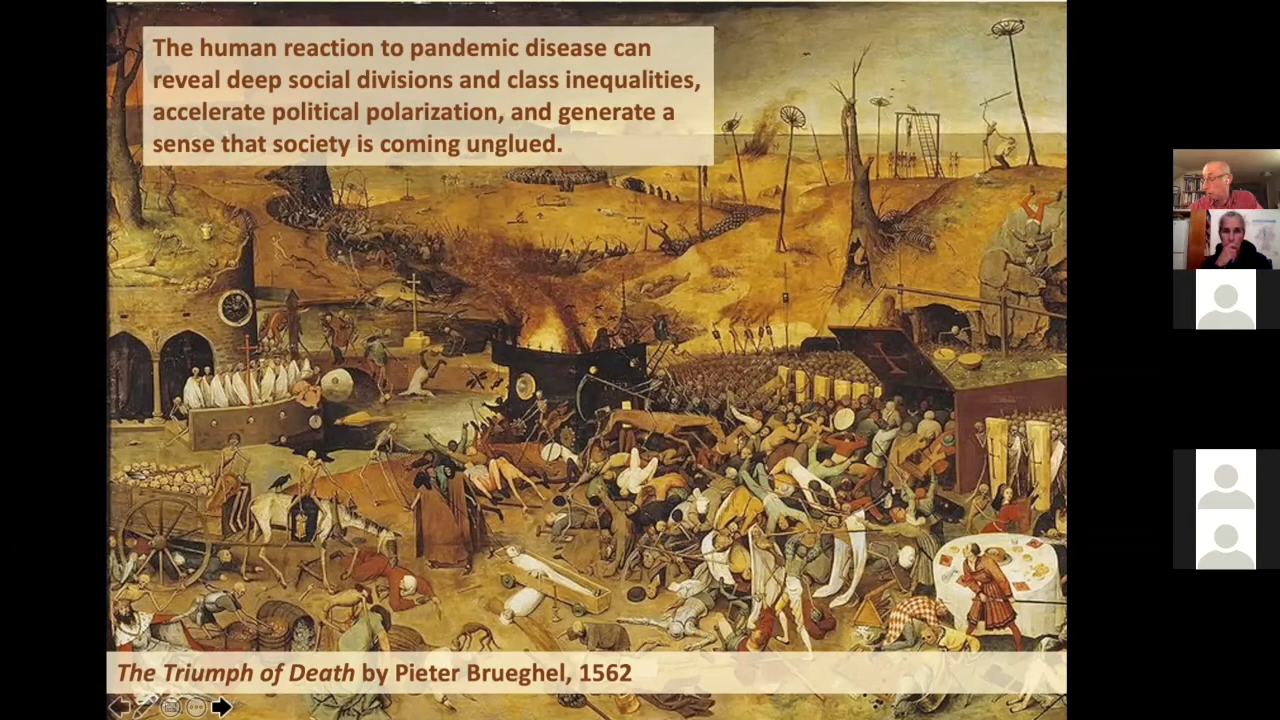 The human reaction to pandemic disease can
reveal deep social divisions and class inequalities,
accelerate political polarization, and generate a
sense that society is coming unglued.
The Triumph of Death by Pieter Brueghel, 1562